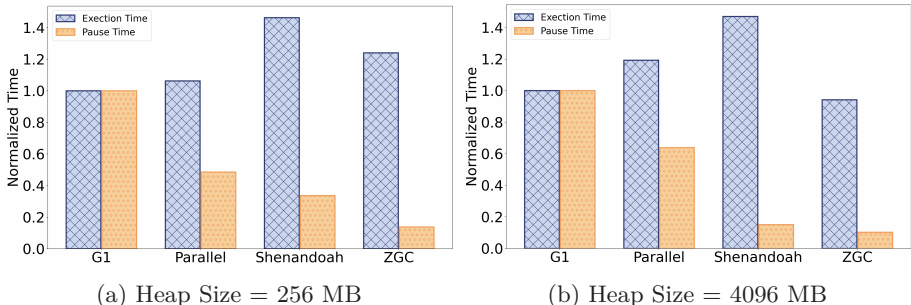 Normalized Time
1.4
1.2
1.0
0.8
0.6
0.4
0.2
0.0
Exection Time
Pause Time
G1 Parallel Shenandoah ZGC
(a) Heap Size = 256 MB
Normalized Time
1.4
1.2
1.0
0.8
0.6
0.4
0.2
0.0
Exection Time
Pause Time
G1 Parallel Shenandoah ZGC
(b) Heap Size = 4096 MB